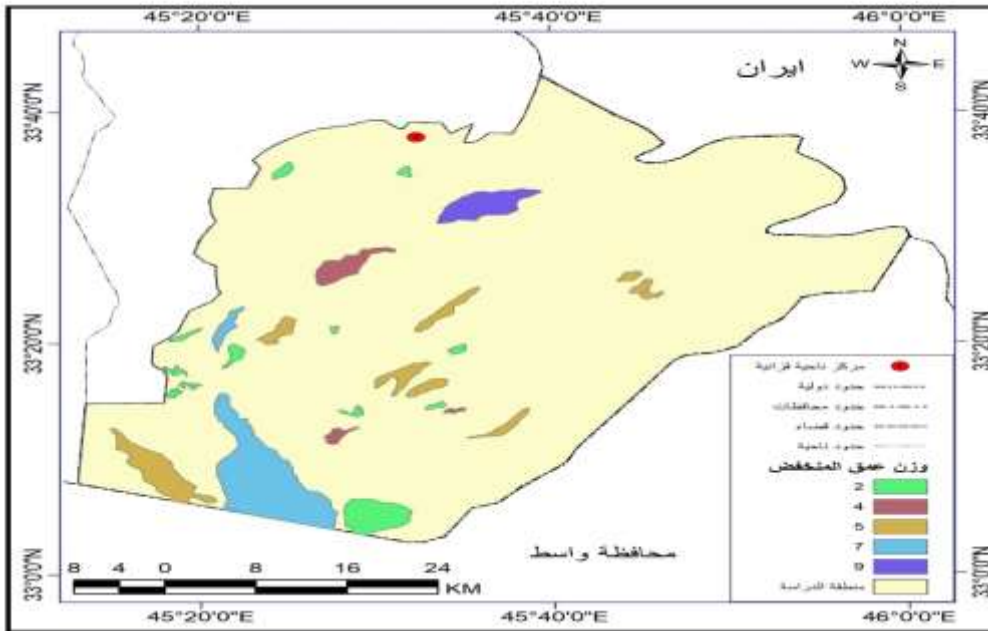 45°20'0"E 45°40'0"E 46°0'0"E
ايران
N
W E
S
33°40'0"N 33°40'0"N
33°20'0"N 33°20'0"N
33°0'0"N 33°0'0"N
مركز ناحية قزانية
حدود دولية
حدود محافظات
حدود قضاء
حدود ناحية
وزن عمق المنخفض
2
4
5
7
9
منطقة الدراسة
محافظة واسط
8 4 0 8 16 24
KM
45°20'0"E 45°40'0"E 46°0'0"E